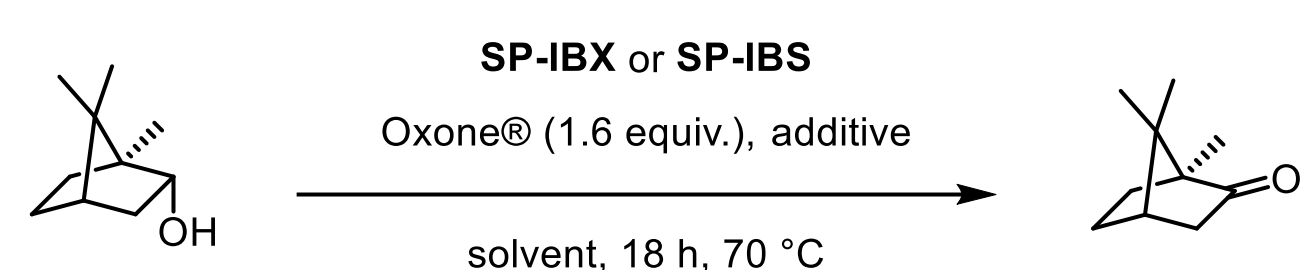 SP-IBX or SP-IBS
Oxone® (1.6 equiv.), additive
OH
O
solvent, 18 h, 70 °C